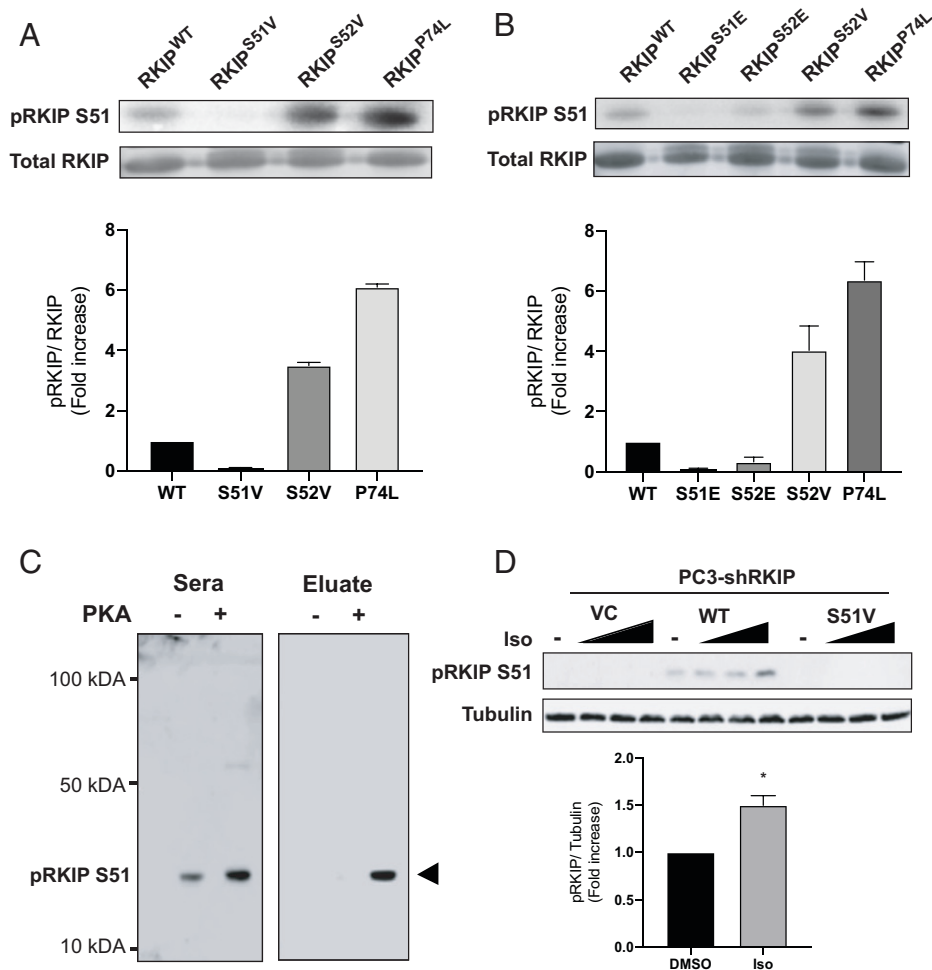 A
RKIP^WT RKIP^S51V RKIP^S52V RKIP^P74L
pRKIP S51
Total RKIP
8
6
4
2
0
pRKIP/ RKIP
(Fold increase)
WT S51V S52V P74L
B
RKIP^WT RKIP^S51E RKIP^S52E RKIP^S52V RKIP^P74L
pRKIP S51
Total RKIP
8
6
4
2
0
pRKIP/ RKIP
(Fold increase)
WT S51E S52E S52V P74L
C
Sera Eluate
PKA - + - +
100 kDA
50 kDA
pRKIP S51
10 kDA
D
PC3-shRKIP
VC WT S51V
Iso - - -
pRKIP S51
Tubulin
2.0
1.5
1.0
0.5
0.0
pRKIP/ Tubulin
(Fold increase)
*
DMSO Iso